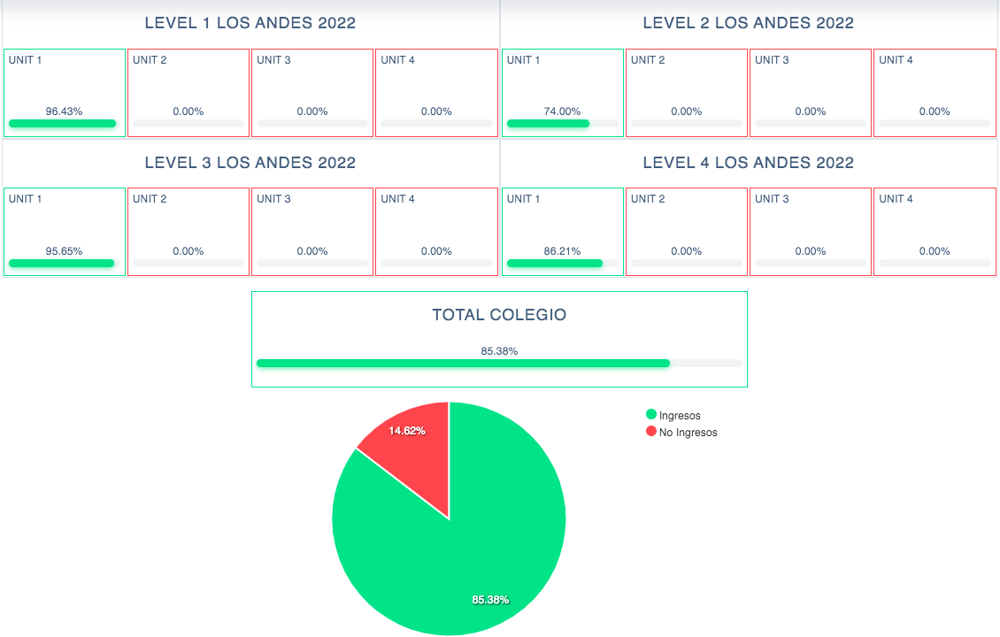 LEVEL 1 LOS ANDES 2022
LEVEL 2 LOS ANDES 2022
UNIT 1
UNIT 2
UNIT 3
UNIT 4
UNIT 1
UNIT 2
UNIT 3
UNIT 4
96.43%
0.00%
0.00%
0.00%
74.00%
0.00%
0.00%
0.00%
LEVEL 3 LOS ANDES 2022
LEVEL 4 LOS ANDES 2022
UNIT 1
UNIT 2
UNIT 3
UNIT 4
UNIT 1
UNIT 2
UNIT 3
UNIT 4
95.65%
0.00%
0.00%
0.00%
86.21%
0.00%
0.00%
0.00%
TOTAL COLEGIO
85.38%
Ingresos
No Ingresos
14.62%
85.38%